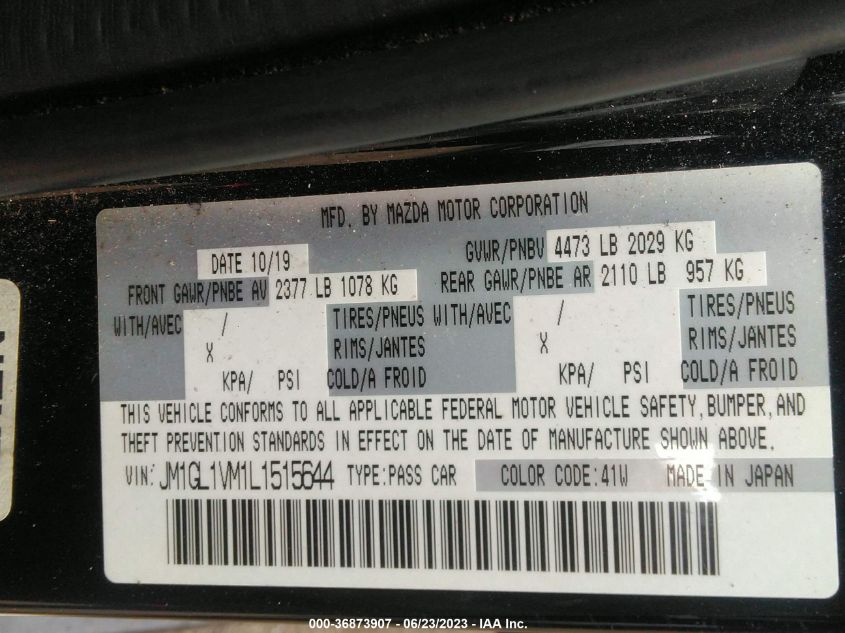 MFD. BY MAZDA MOTOR CORPORATION
DATE 10/19 GVWR/PNBV 4473 LB 2029 KG
FRONT GAWR/PNBE AV 2377 LB 1078 KG REAR GAWR/PNBE AR 2110 LB 957 KG
WITH/AVEC / TIRES/PNEUS WITH/AVEC / TIRES/PNEUS
X RIMS/JANTES X RIMS/JANTES
KPA/ PSI COLD/A FROID KPA/ PSI COLD/A FROID
THIS VEHICLE CONFORMS TO ALL APPLICABLE FEDERAL MOTOR VEHICLE SAFETY, BUMPER, AND
THEFT PREVENTION STANDARDS IN EFFECT ON THE DATE OF MANUFACTURE SHOWN ABOVE.
VIN: JM1GL1VM1L1515644 TYPE:PASS CAR COLOR CODE:41W MADE IN JAPAN
000-36873907 - 06/23/2023 - IAA Inc.